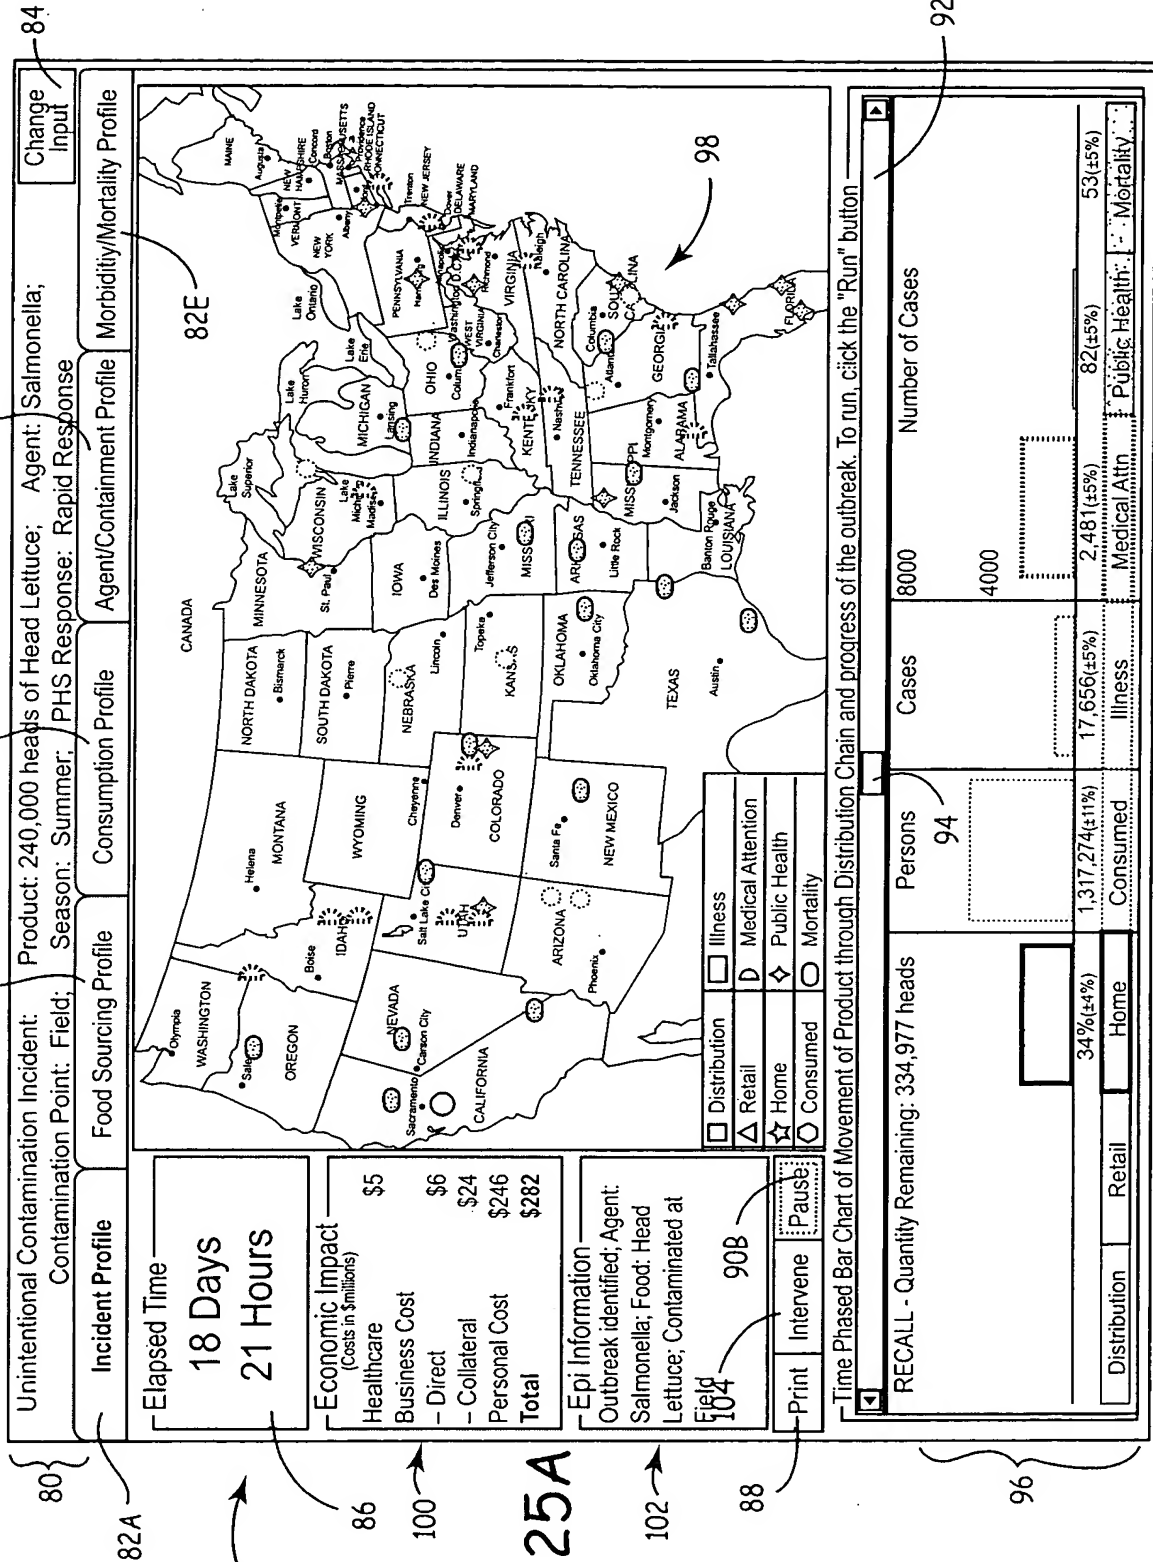 Unintentional Contamination Incident: Product: 240,000 heads of Head Lettuce; Agent: Salmonella;
Contamination Point: Field; Season: Summer; PHS Response: Rapid Response
Change
Input
84
80
Incident Profile
Food Sourcing Profile
Consumption Profile
Agent/Containment Profile
Morbidity/Mortality Profile
82A
82E
Elapsed Time
18 Days
21 Hours
86
Economic Impact
(Costs in $millions)
Healthcare $5
Business Cost
– Direct $6
– Collateral $24
Personal Cost $246
Total $282
100
25A
Epi Information
Outbreak identified; Agent:
Salmonella; Food: Head
Lettuce; Contaminated at
Field
102
104
90B
88
Print
Intervene
Pause
CANADA
Olympia
WASHINGTON
OREGON
Boise
IDAHO
Helena
MONTANA
WYOMING
Cheyenne
NORTH DAKOTA
Bismarck
SOUTH DAKOTA
Pierre
NEBRASKA
Lincoln
MINNESOTA
St. Paul
WISCONSIN
IOWA
Des Moines
Lake
Superior
Lake
Huron
MICHIGAN
Lansing
Lake
Erie
Lake
Ontario
NEW
YORK
Albany
VERMONT
NEW
MAINE
Augusta
Concord
Boston
Providence
RHODE ISLAND
Trenton
NEW JERSEY
DELAWARE
MARYLAND
PENNSYLVANIA
OHIO
INDIANA
ILLINOIS
WEST
VIRGINIA
Charleston
Richmond
VIRGINIA
Raleigh
NORTH CAROLINA
Columbia
Frankfort
TENNESSEE
GEORGIA
Tallahassee
FLORIDA
Montgomery
ALABAMA
Jackson
Banton Rouge
LOUISIANA
Little Rock
Jefferson City
Topeka
OKLAHOMA
Oklahoma City
TEXAS
Austin
Denver
COLORADO
Santa Fe
NEW MEXICO
ARIZONA
Phoenix
NEVADA
Carson City
Sacramento
CALIFORNIA
98
Distribution
Illness
Retail
Medical Attention
Home
Public Health
Consumed
Mortality
Time Phased Bar Chart of Movement of Product through Distribution Chain and progress of the outbreak. To run, cick the "Run" button
92
94
96
RECALL - Quantity Remaining: 334,977 heads
Persons
Cases
Number of Cases
8000
4000
34%(±4%)
1,317,274(±11%)
17,656(±5%)
2,481(±5%)
82(±5%)
53(±5%)
Distribution
Retail
Home
Consumed
Illness
Medical Attn
Public Health
Mortality